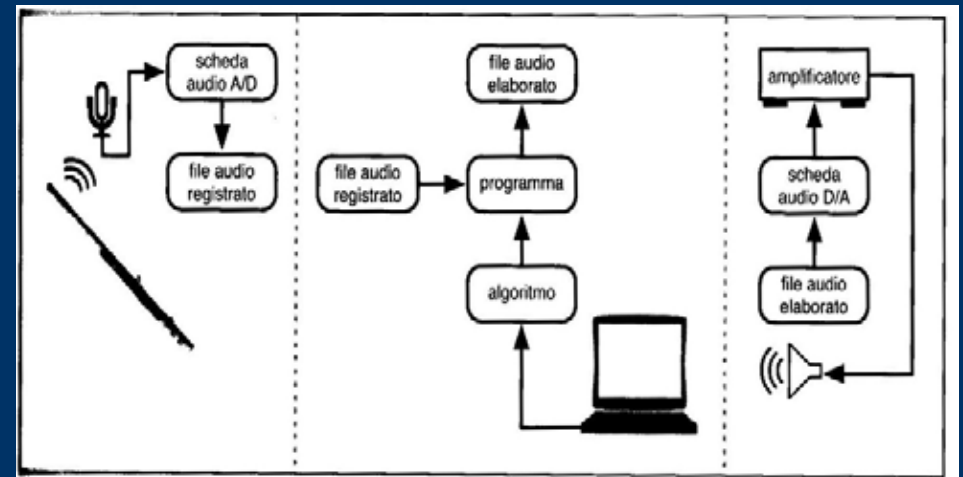 scheda
audio A/D
file audio
registrato
file audio
elaborato
file audio
registrato
programma
algoritmo
amplificatore
scheda
audio D/A
file audio
elaborato